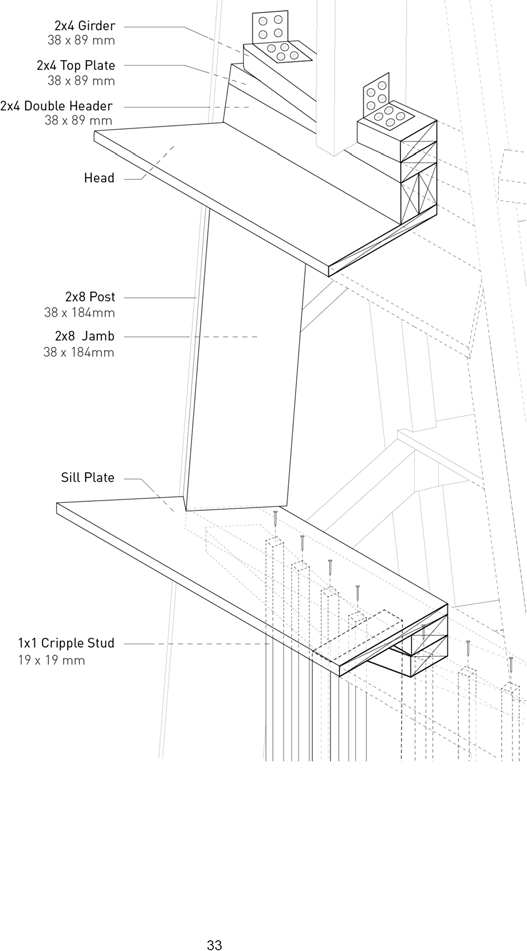 2x4 Girder
38 x 89 mm
2x4 Top Plate
38 x 89 mm
2x4 Double Header
38 x 89 mm
Head
2x8 Post
38 x 184mm
2x8 Jamb
38 x 184mm
Sill Plate
1x1 Cripple Stud
19 x 19 mm
33